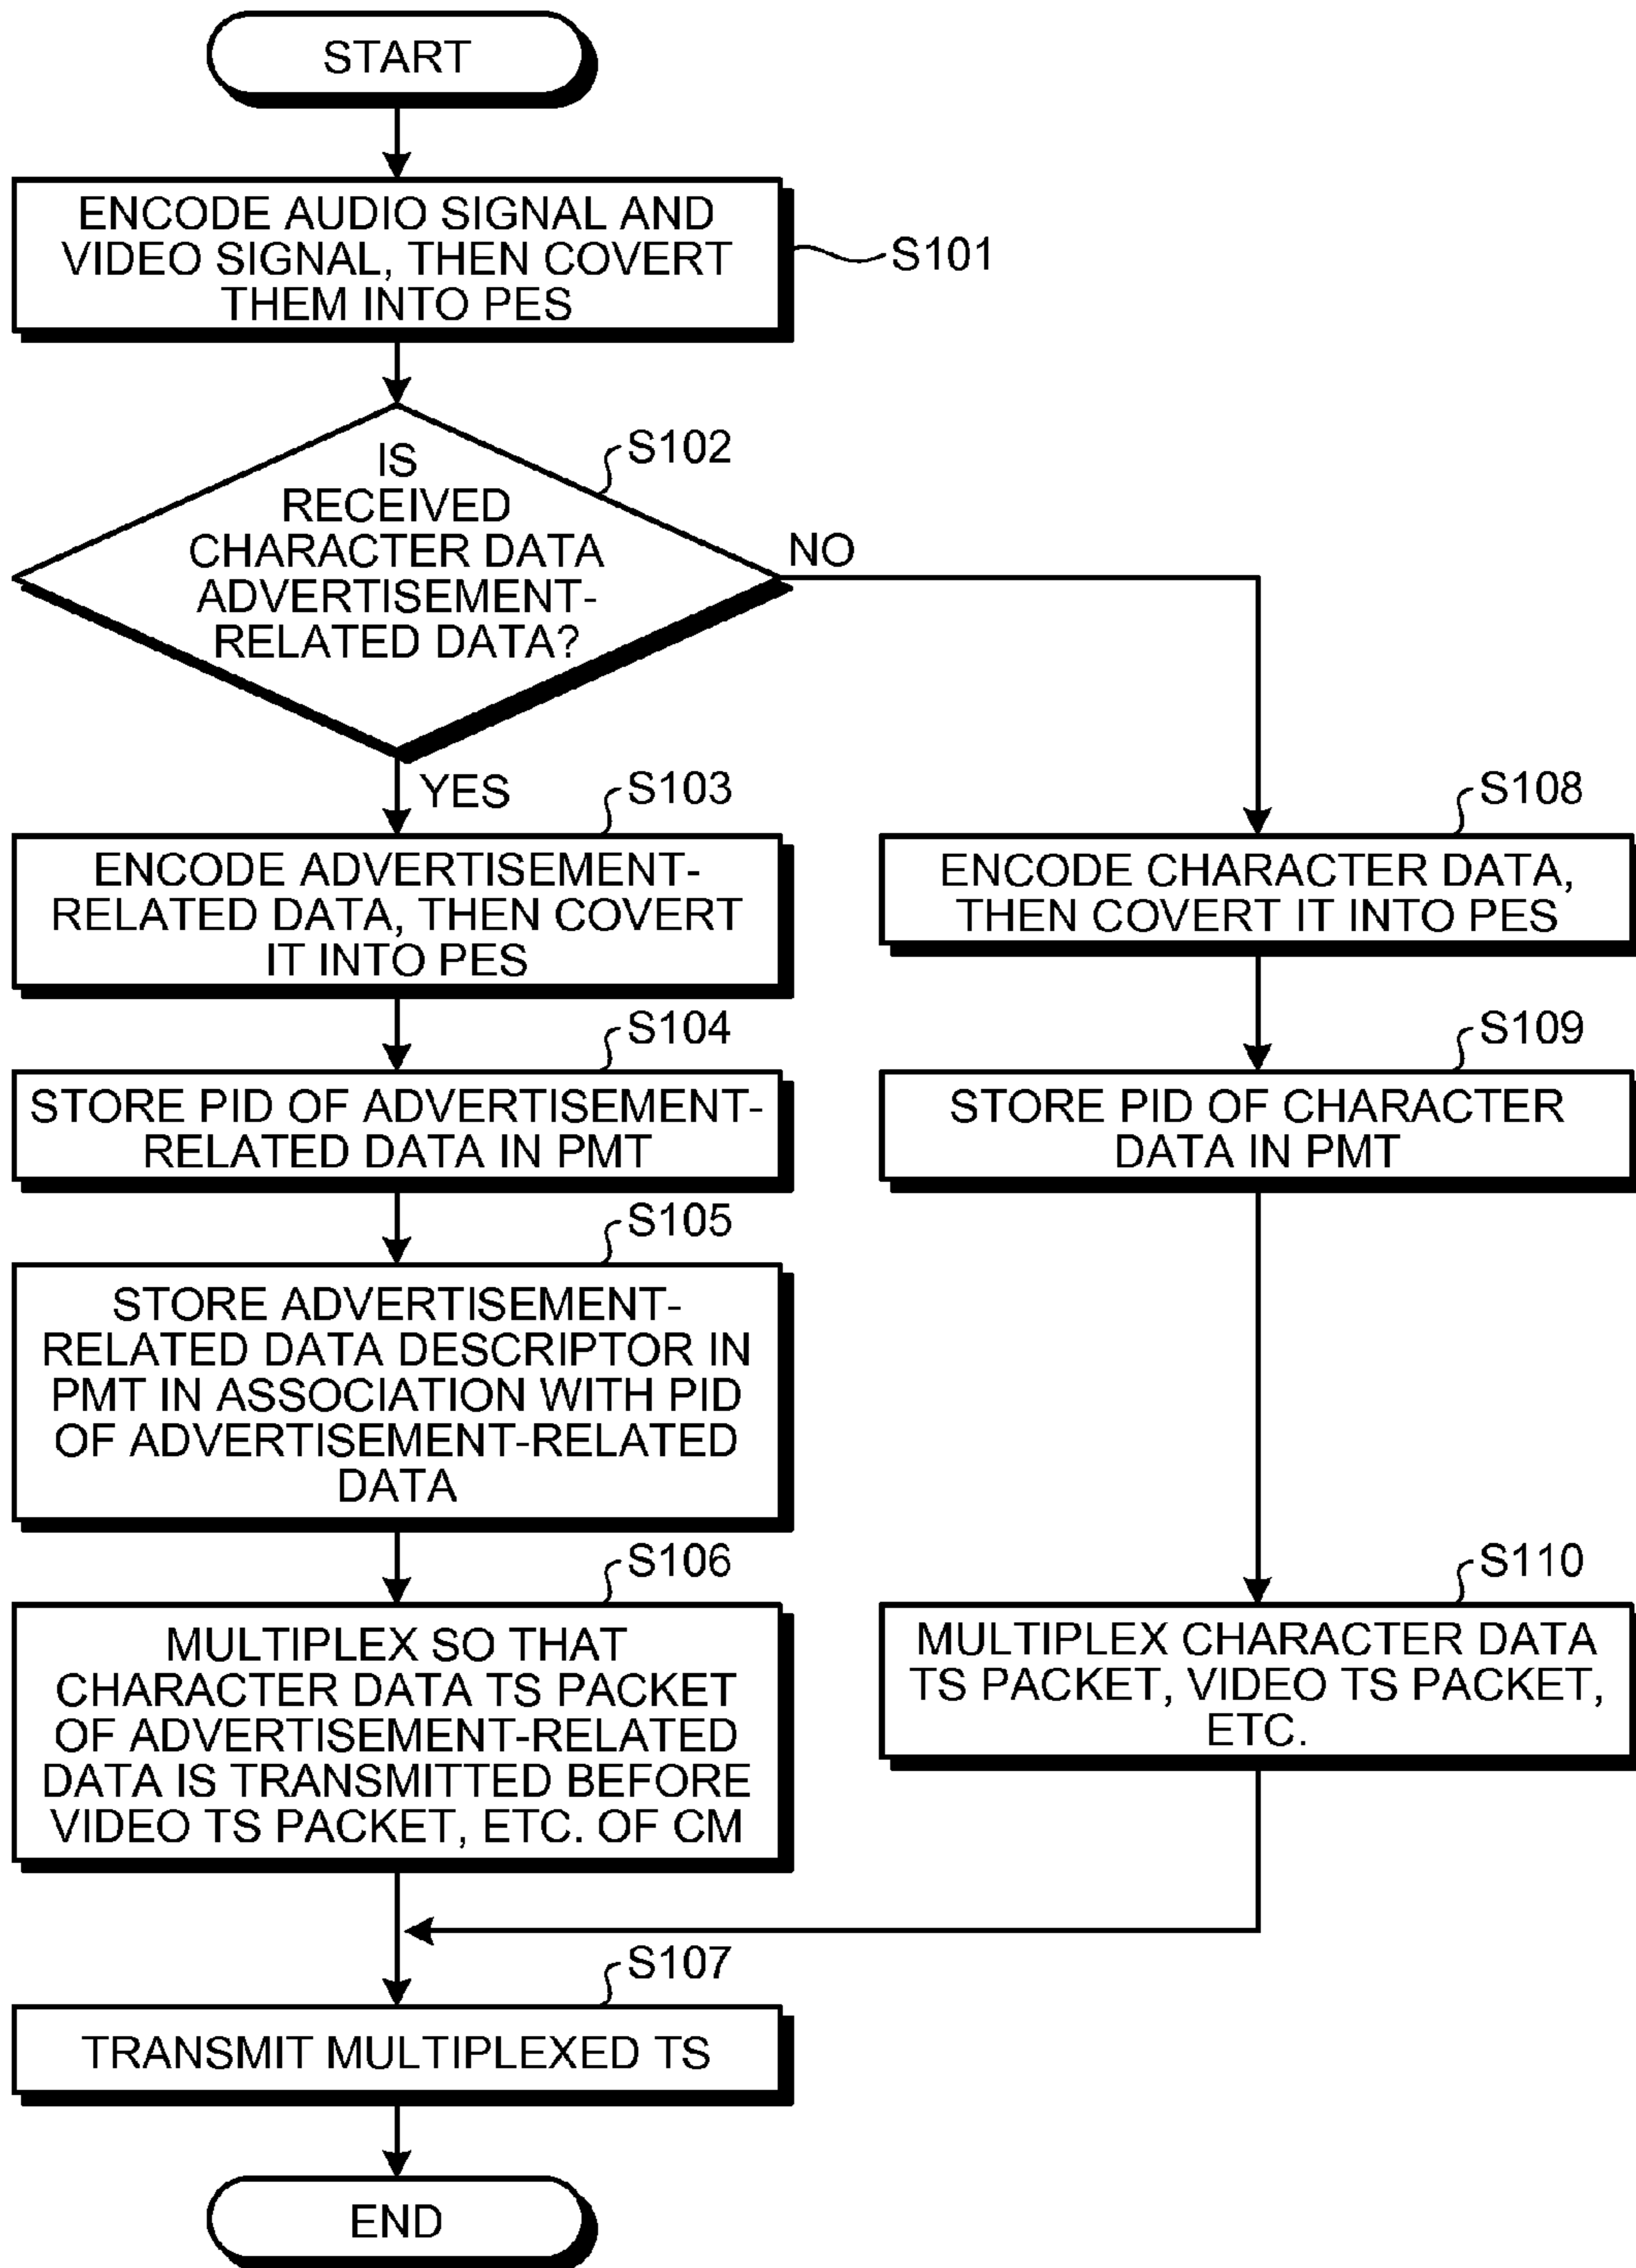 START
ENCODE AUDIO SIGNAL AND
VIDEO SIGNAL, THEN COVERT
THEM INTO PES
S101
IS
RECEIVED
CHARACTER DATA
ADVERTISEMENT-
RELATED DATA?
S102
NO
YES
S103
ENCODE ADVERTISEMENT-
RELATED DATA, THEN COVERT
IT INTO PES
S104
STORE PID OF ADVERTISEMENT-
RELATED DATA IN PMT
S105
STORE ADVERTISEMENT-
RELATED DATA DESCRIPTOR IN
PMT IN ASSOCIATION WITH PID
OF ADVERTISEMENT-RELATED
DATA
S106
MULTIPLEX SO THAT
CHARACTER DATA TS PACKET
OF ADVERTISEMENT-RELATED
DATA IS TRANSMITTED BEFORE
VIDEO TS PACKET, ETC. OF CM
S108
ENCODE CHARACTER DATA,
THEN COVERT IT INTO PES
S109
STORE PID OF CHARACTER
DATA IN PMT
S110
MULTIPLEX CHARACTER DATA
TS PACKET, VIDEO TS PACKET,
ETC.
S107
TRANSMIT MULTIPLEXED TS
END